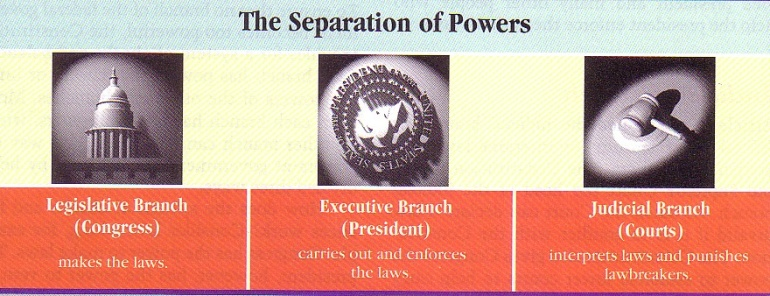 The Separation of Powers
Legislative Branch
(Congress)
makes the laws.
Executive Branch
(President)
carries out and enforces
the laws.
Judicial Branch
(Courts)
interprets laws and punishes
lawbreakers.